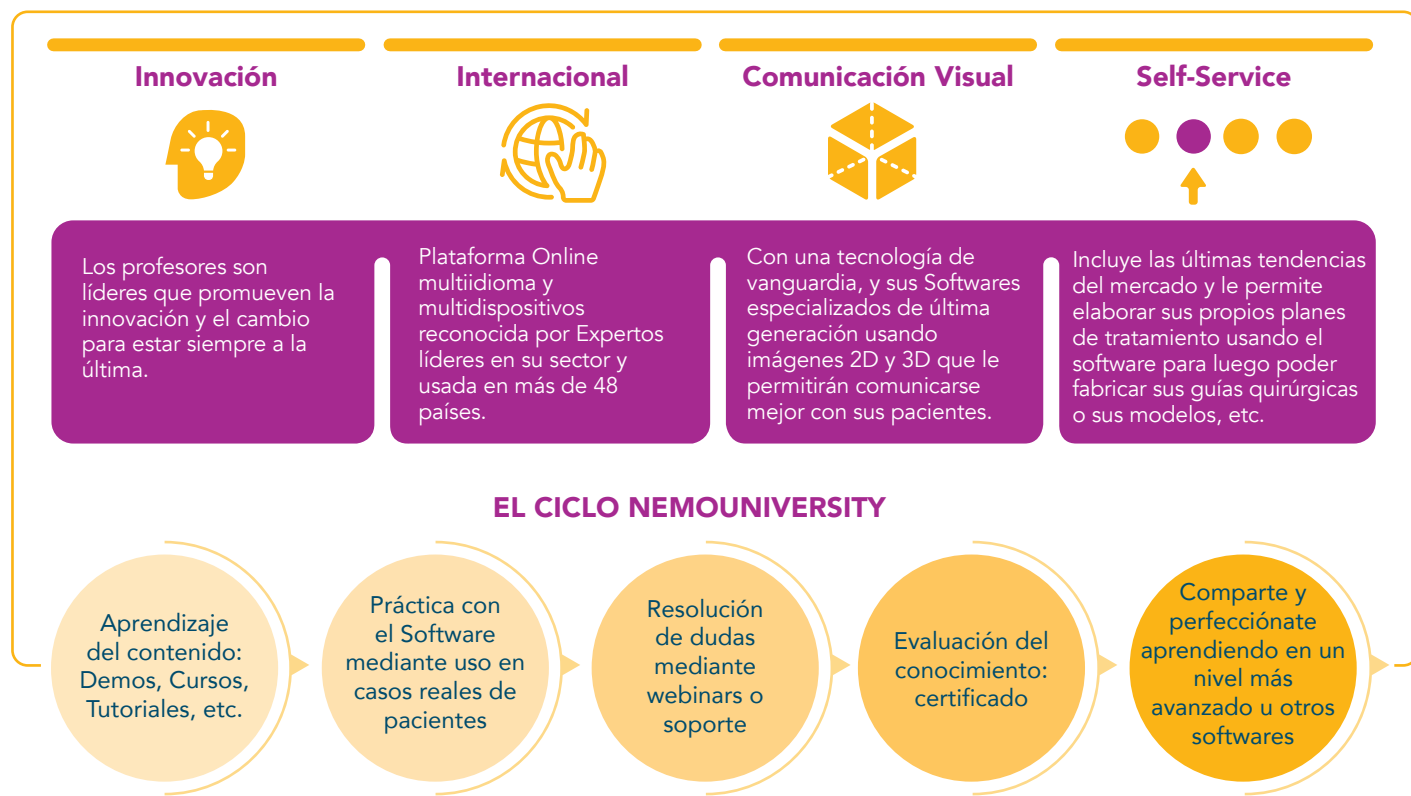 Innovación
Internacional
Comunicación Visual
Self-Service
Los profesores son
líderes que promueven la
innovación y el cambio
para estar siempre a la
última.
Plataforma Online
multiidioma y
multidispositivos
reconocida por Expertos
líderes en su sector y
usada en más de 48
países.
Con una tecnología de
vanguardia, y sus Softwares
especializados de última
generación usando
imágenes 2D y 3D que le
permitirán comunicarse
mejor con sus pacientes.
Incluye las últimas tendencias
del mercado y le permite
elaborar sus propios planes
de tratamiento usando el
software para luego poder
fabricar sus guías quirúrgicas
o sus modelos, etc.
EL CICLO NEMOUNIVERSITY
Aprendizaje
del contenido:
Demos, Cursos,
Tutoriales, etc.
Práctica con
el Software
mediante uso en
casos reales de
pacientes
Resolución
de dudas
mediante
webinars o
soporte
Evaluación del
conocimiento:
certificado
Comparte y
perfecciónate
aprendiendo en un
nivel más
avanzado u otros
softwares